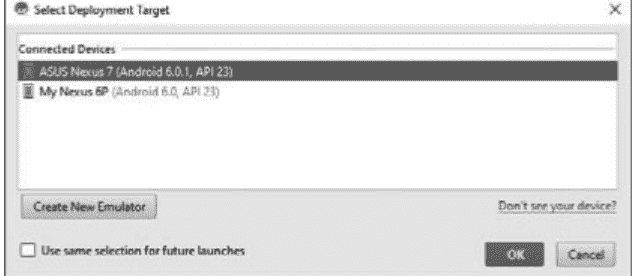 Select Deployment Target
Connected Devices
ASUS Nexus 7 (Android 6.0.1, API 23)
My Nexus 6P (Android 6.0, API 23)
Create New Emulator
Don't see your device?
Use same selection for future launches
OK
Cancel